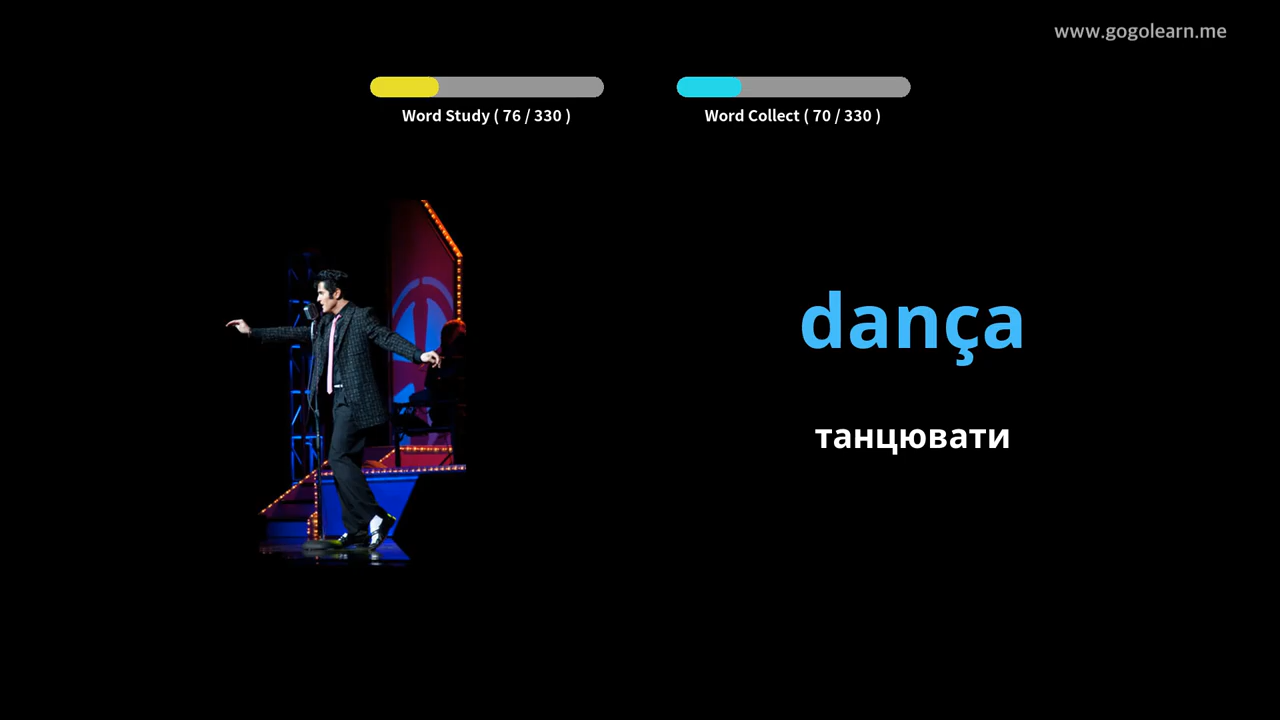 www.gogolearn.me
Word Study ( 76 / 330 )
Word Collect ( 70 / 330 )
dança
танцювати